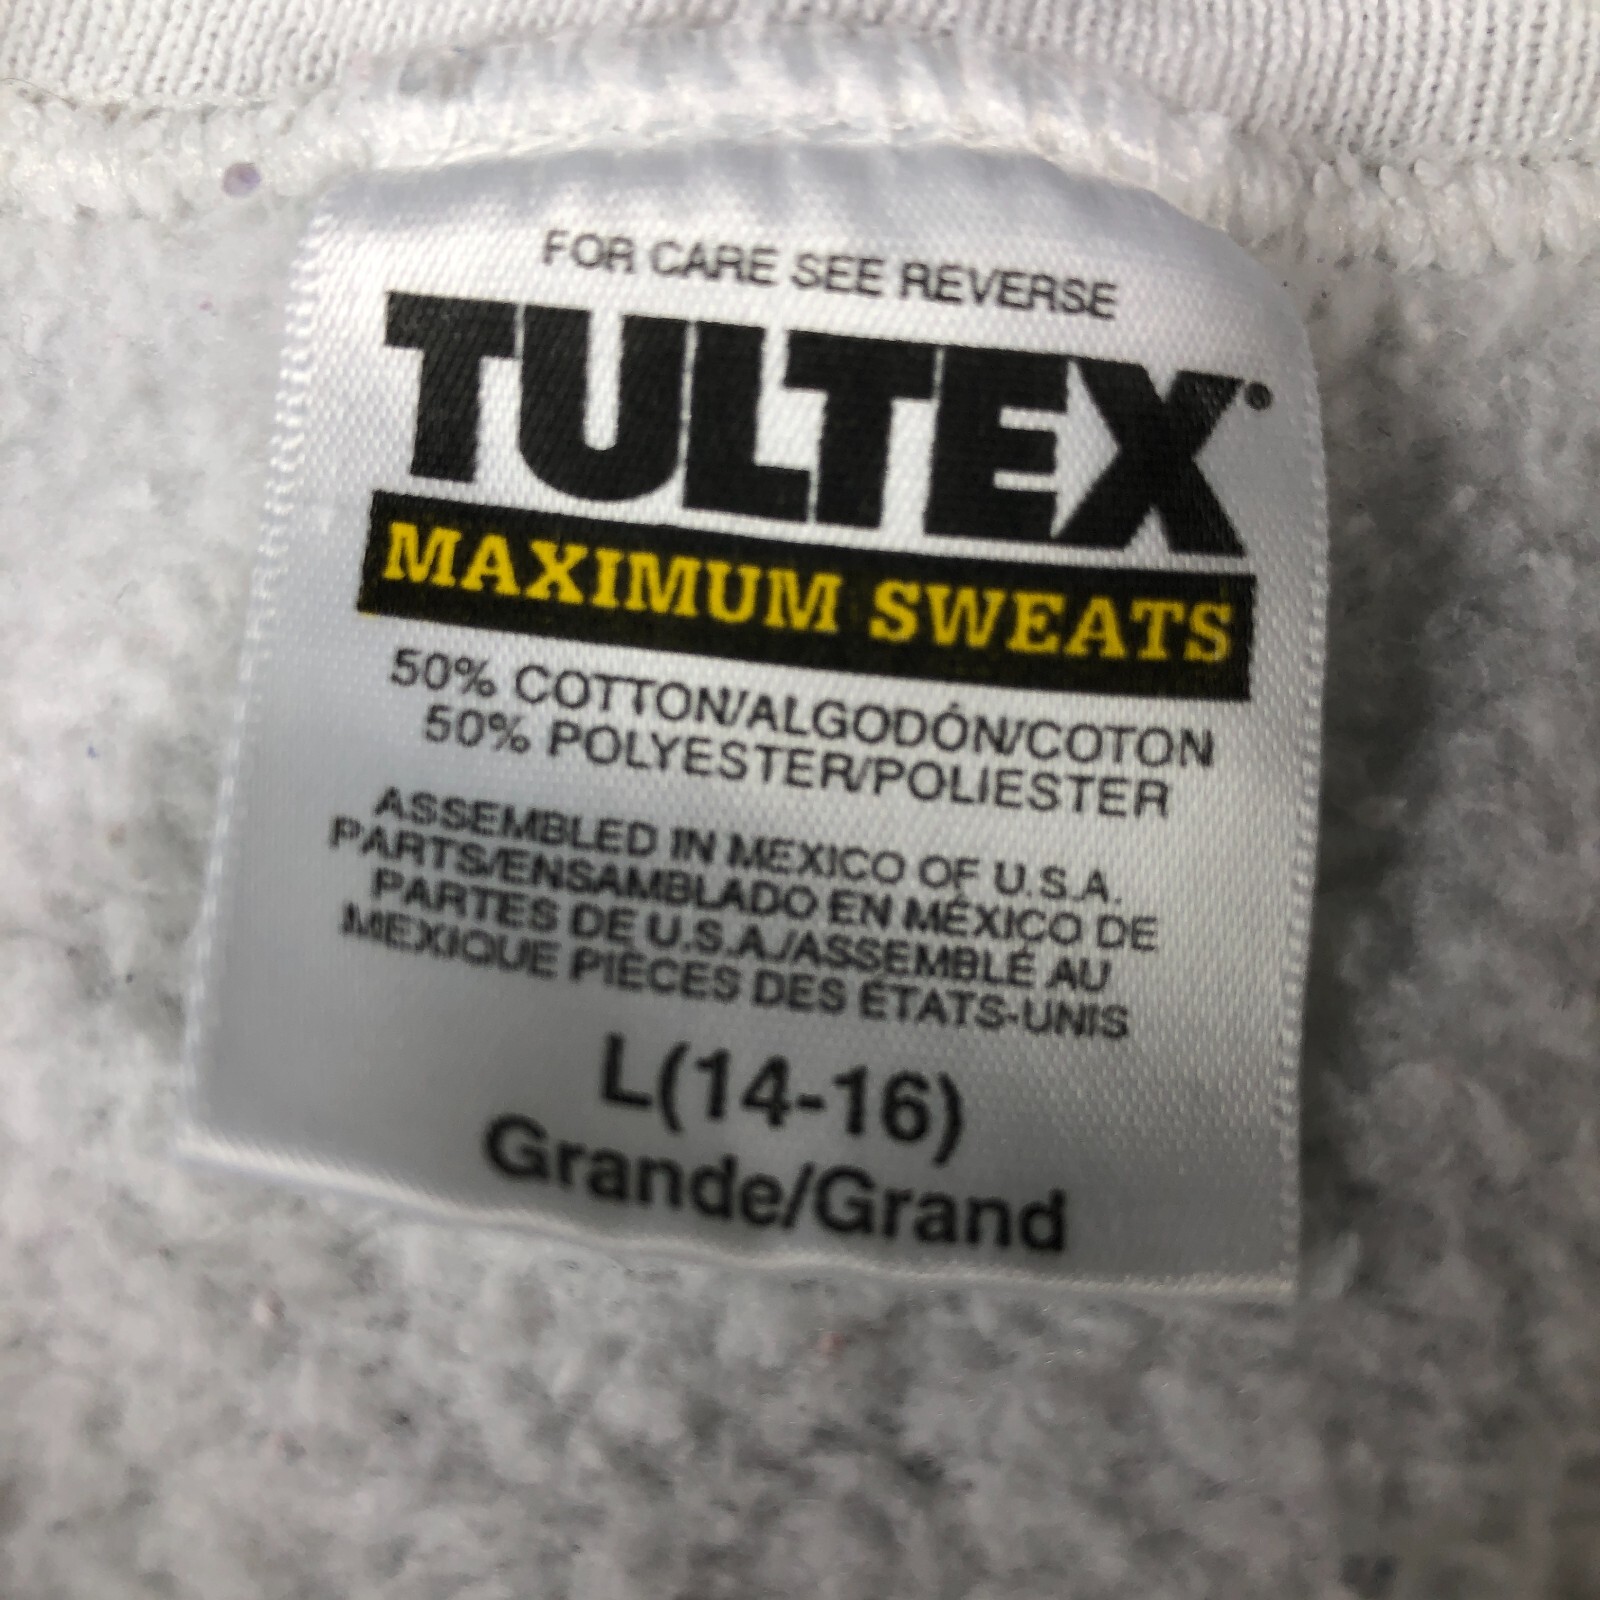 FOR CARE SEE REVERSE
TULTEX®
MAXIMUM SWEATS
50% COTTON/ALGODÓN/COTON
50% POLYESTER/POLIESTER
ASSEMBLED IN MEXICO OF U.S.A.
PARTS/ENSAMBLADO EN MÉXICO DE
PARTES DE U.S.A./ASSEMBLÉ AU
MEXIQUE PIÈCES DES ÉTATS-UNIS
L(14-16)
Grande/Grand